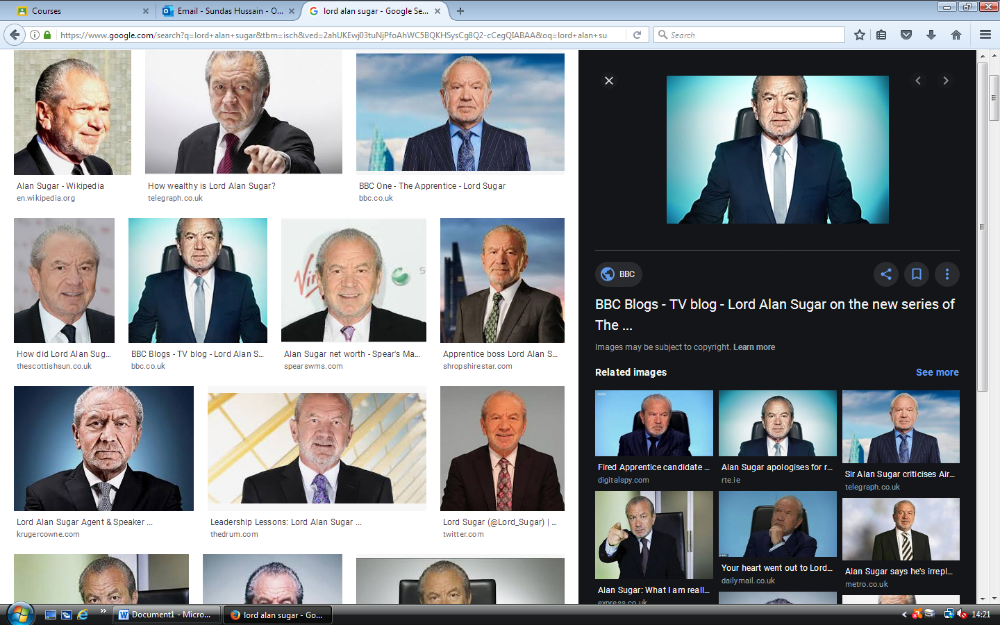 Courses
Email - Sundas Hussain - O...
lord alan sugar - Google Se...
https://www.google.com/search?q=lord+alan+sugar&tbm=isch&ved=2ahUKEwj03tuNjPfoAhWC5BQKHSysCg8Q2-cCegQIABAA&oq=lord+alan+su
Search
Alan Sugar - Wikipedia
en.wikipedia.org
How wealthy is Lord Alan Sugar?
telegraph.co.uk
BBC One - The Apprentice - Lord Sugar
bbc.co.uk
Virgin
S
How did Lord Alan Sug...
thescottishsun.co.uk
BBC Blogs - TV blog - Lord Alan S...
bbc.co.uk
Alan Sugar net worth - Spear's Ma...
spearswms.com
Apprentice boss Lord Alan S...
shropshirestar.com
Lord Alan Sugar Agent & Speaker ...
krugercowne.com
Leadership Lessons: Lord Alan Sugar ...
thedrum.com
Lord Sugar (@Lord_Sugar) | ...
twitter.com
BBC
BBC Blogs - TV blog - Lord Alan Sugar on the new series of
The ...
Images may be subject to copyright. Learn more
Related images
See more
Fired Apprentice candidate ...
digitalspy.com
Alan Sugar apologises for r...
rte.ie
Sir Alan Sugar criticises Air...
telegraph.co.uk
Alan Sugar: What I am reall...
express.co.uk
Your heart went out to Lord...
dailymail.co.uk
Alan Sugar says he's irrepl...
metro.co.uk
Document1 - Micro...
lord alan sugar - Go...
14:21